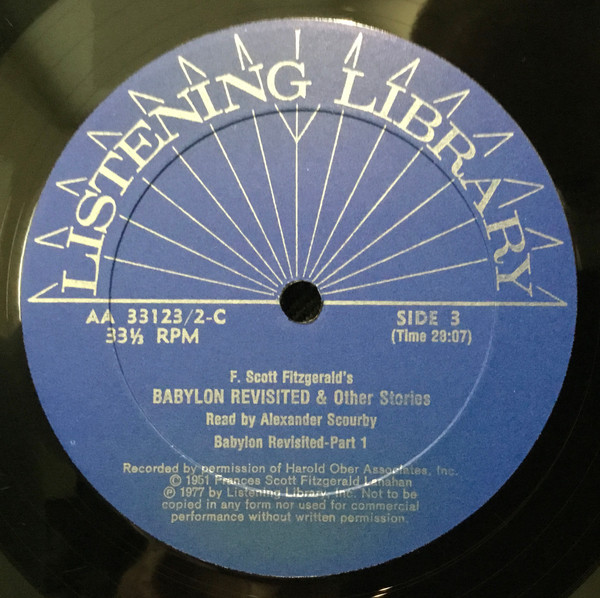 LISTENING LIBRARY
AA 33123/2-C
33⅓ RPM
SIDE 3
(Time 28:07)
F. Scott Fitzgerald's
BABYLON REVISITED & Other Stories
Read by Alexander Scourby
Babylon Revisited-Part 1
Recorded by permission of Harold Ober Associates, Inc.
© 1951 Frances Scott Fitzgerald Lanahan
℗ 1977 by Listening Library, Inc. Not to be
copied in any form nor used for commercial
performance without written permission.